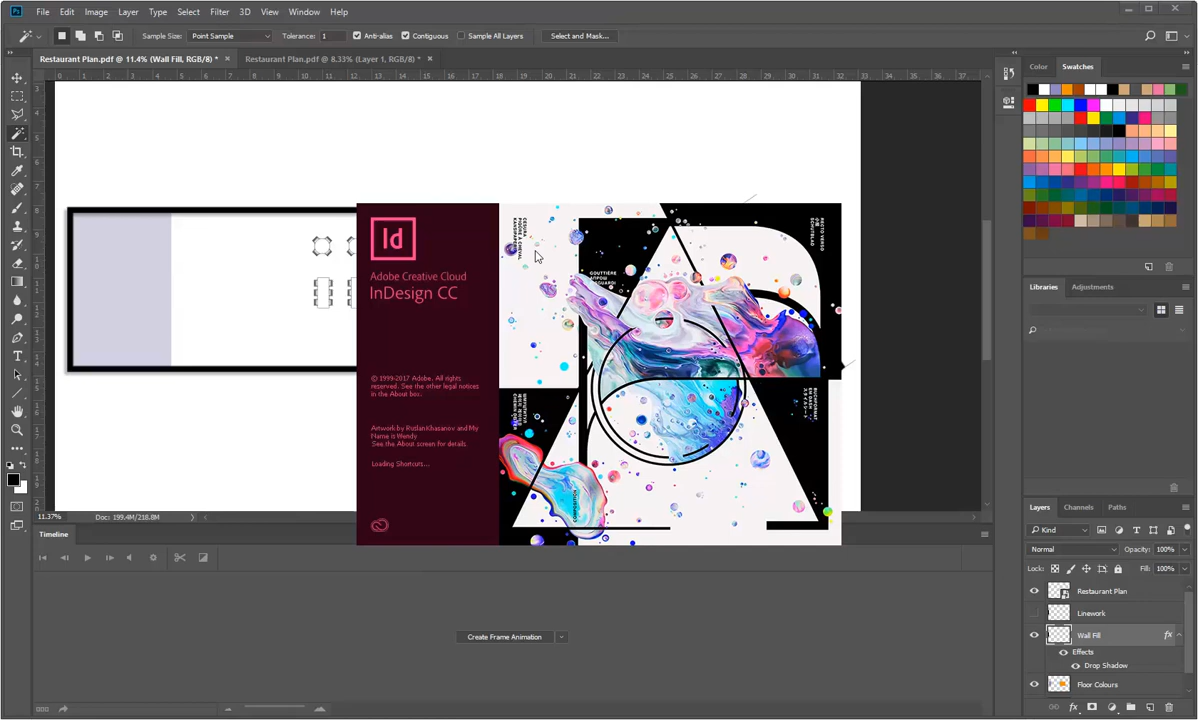 Ps File Edit Image Layer Type Select Filter 3D View Window Help
Sample Size: Point Sample Tolerance: 1 Anti-alias Contiguous Sample All Layers Select and Mask...
Restaurant Plan.pdf @ 11.4% (Wall Fill, RGB/8) * × Restaurant Plan.pdf @ 8.33% (Layer 1, RGB/8) * ×
Color Swatches
Id
Adobe Creative Cloud
InDesign CC
© 1999-2017 Adobe. All rights
reserved. See the other legal notices
in the About box.
Artwork by Ruslan Khasanov and My
Name is Wendy
See the About screen for details.
Loading Shortcuts...
RECTO VERSO
GOUTTIÈRE
Libraries Adjustments
11.37% Doc: 199.4M/218.8M
Timeline
Create Frame Animation
Layers Channels Paths
Kind
Normal Opacity: 100%
Lock: Fill: 100%
Restaurant Plan
Linework
Wall Fill fx
Effects
Drop Shadow
Floor Colours